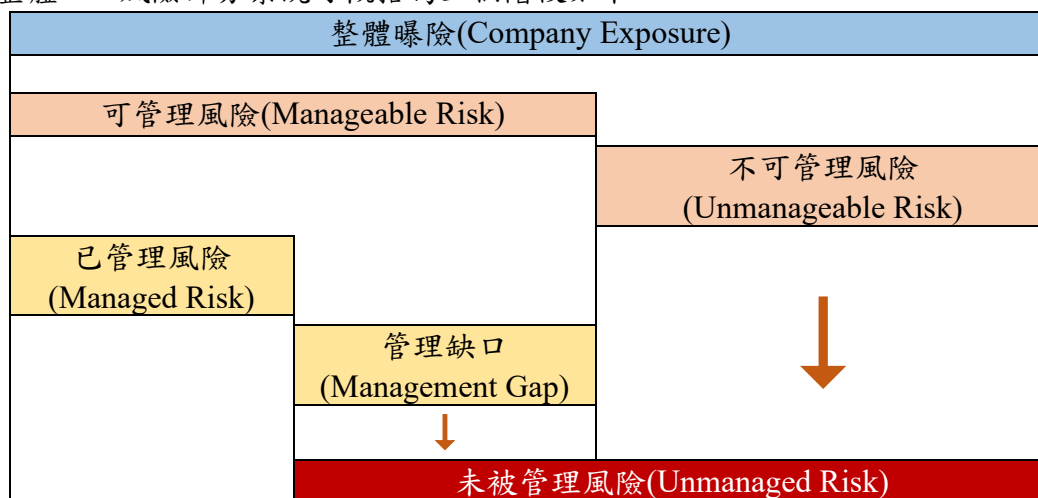 整體曝險(Company Exposure)
可管理風險(Manageable Risk)
不可管理風險
(Unmanageable Risk)
已管理風險
(Managed Risk)
管理缺口
(Management Gap)
未被管理風險(Unmanaged Risk)